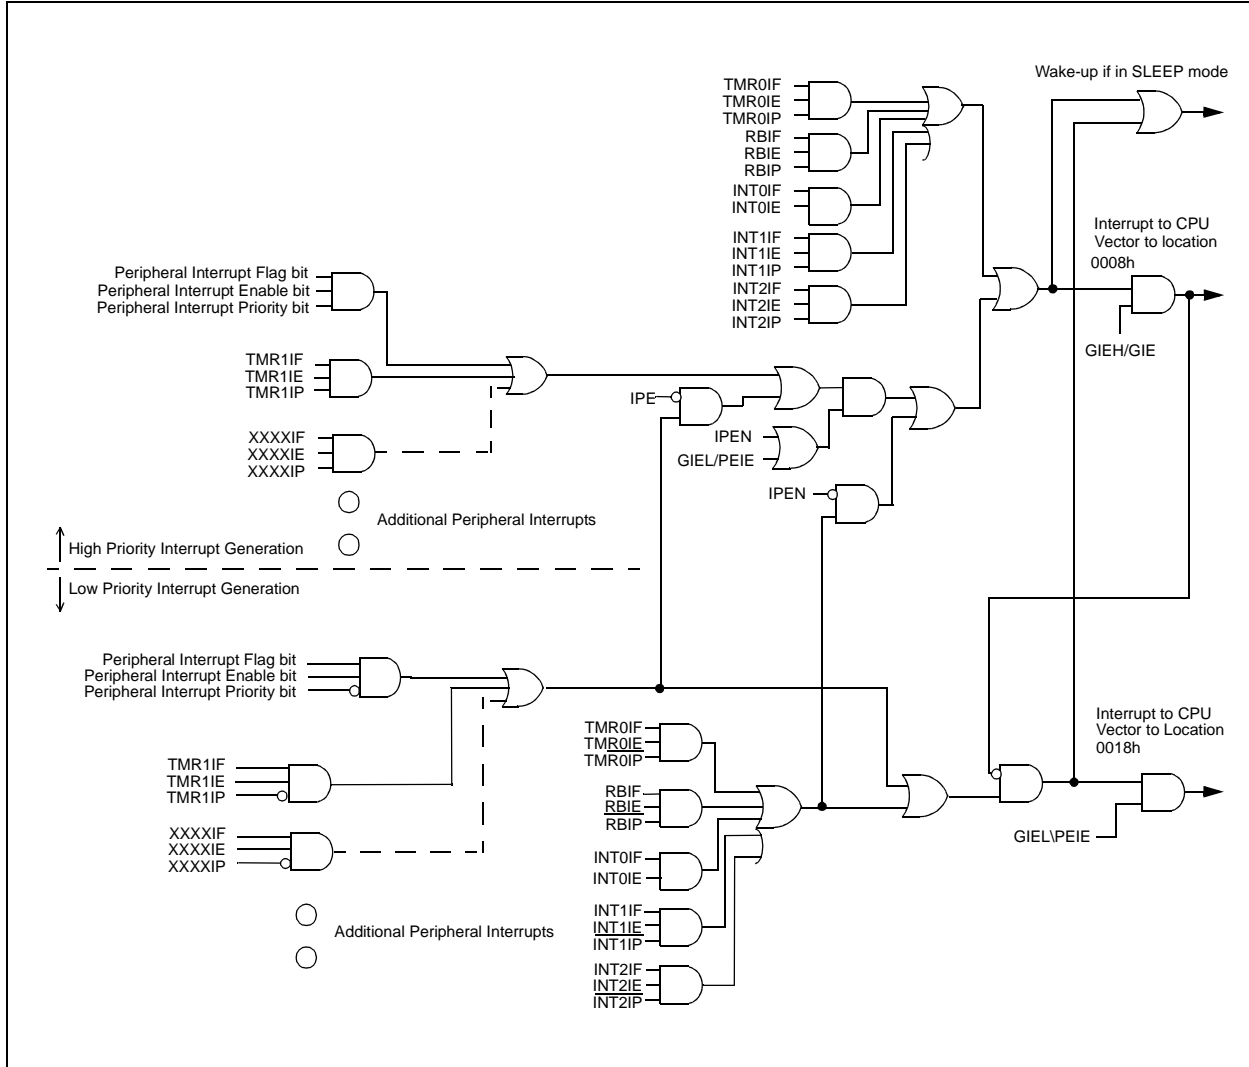 Wake-up if in SLEEP mode
TMR0IF
TMR0IE
TMR0IP
RBIF
RBIE
RBIP
INT0IF
INT0IE
INT1IF
INT1IE
INT1IP
INT2IF
INT2IE
INT2IP
Interrupt to CPU
Vector to location
0008h
GIEH/GIE
Peripheral Interrupt Flag bit
Peripheral Interrupt Enable bit
Peripheral Interrupt Priority bit
TMR1IF
TMR1IE
TMR1IP
XXXXIF
XXXXIE
XXXXIP
IPE
IPEN
GIEL/PEIE
IPEN
Additional Peripheral Interrupts
High Priority Interrupt Generation
Low Priority Interrupt Generation
Peripheral Interrupt Flag bit
Peripheral Interrupt Enable bit
Peripheral Interrupt Priority bit
TMR1IF
TMR1IE
TMR1IP
XXXXIF
XXXXIE
XXXXIP
Additional Peripheral Interrupts
TMR0IF
TMR0IE
TMR0IP
RBIF
RBIE
RBIP
INT0IF
INT0IE
INT1IF
INT1IE
INT1IP
INT2IF
INT2IE
INT2IP
Interrupt to CPU
Vector to Location
0018h
GIEL\PEIE